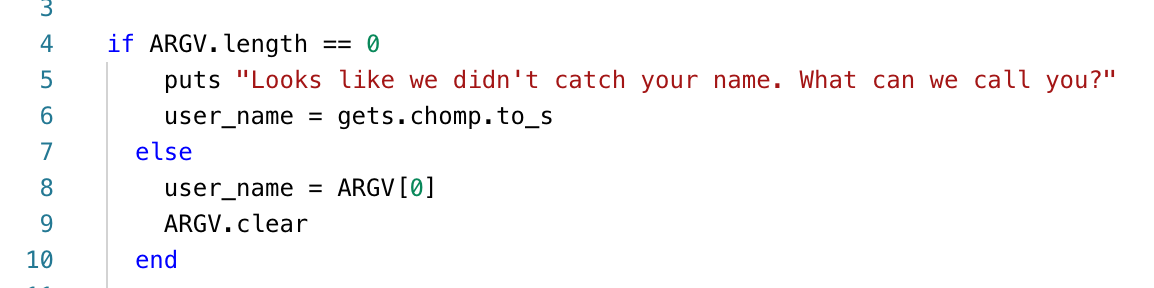 3
4 if ARGV.length == 0
5 puts "Looks like we didn't catch your name. What can we call you?"
6 user_name = gets.chomp.to_s
7 else
8 user_name = ARGV[0]
9 ARGV.clear
10 end